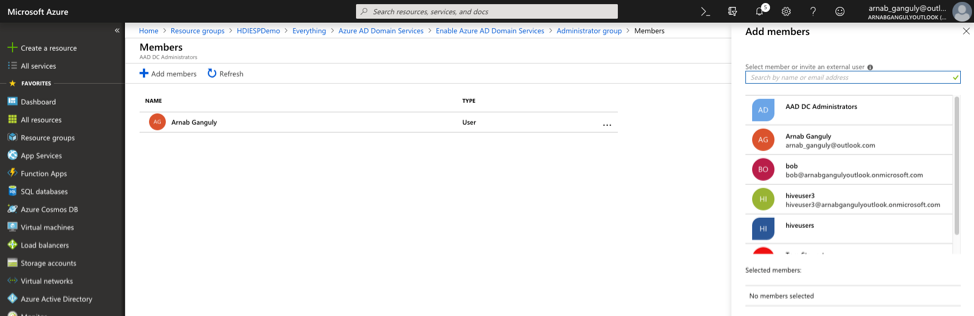 Microsoft Azure
Search resources, services, and docs
5
arnab_ganguly@outl...
ARNABGANGULYOUTLOOK (...
«
Create a resource
All services
FAVORITES
Dashboard
All resources
Resource groups
App Services
Function Apps
SQL databases
Azure Cosmos DB
Virtual machines
Load balancers
Storage accounts
Virtual networks
Azure Active Directory
Monitor
Home > Resource groups > HDIESPDemo > Everything > Azure AD Domain Services > Enable Azure AD Domain Services > Administrator group > Members
Members
AAD DC Administrators
Add members
Refresh
NAME TYPE
AG Arnab Ganguly User ...
Add members
Select member or invite an external user
Search by name or email address
AD AAD DC Administrators
AG Arnab Ganguly
arnab_ganguly@outlook.com
BO bob
bob@arnabgangulyoutlook.onmicrosoft.com
HI hiveuser3
hiveuser3@arnabgangulyoutlook.onmicrosoft.com
HI hiveusers
Selected members:
No members selected